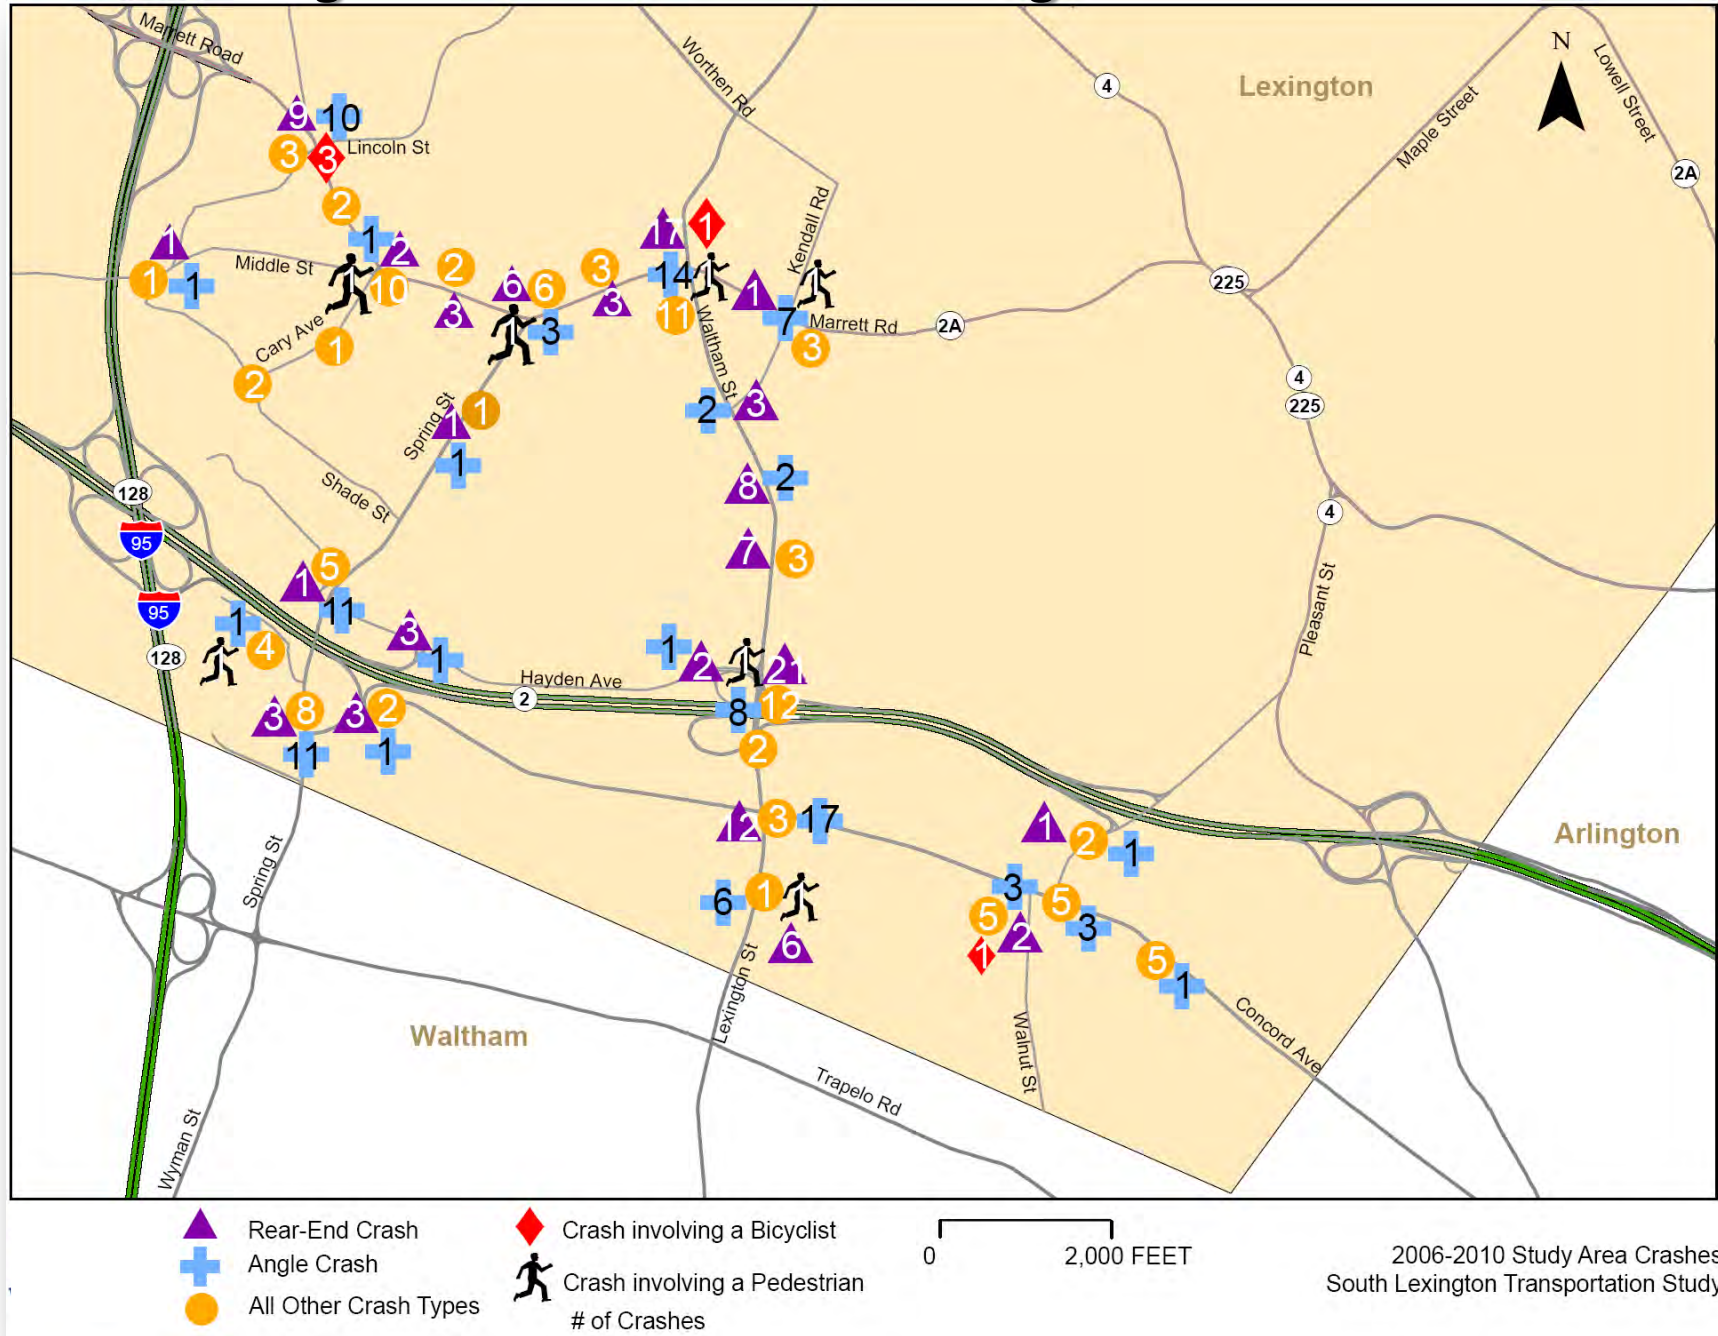 Marrett Road
Worthen Rd
4
Lexington
N
Lowell Street
Maple Street
9
10
3
3
Lincoln St
2A
2
1
17
Kendall Rd
1
1
2
2
3
14
Middle St
1
1
10
6
6
1
225
3
3
3
11
7
Marrett Rd
2A
Cary Ave
1
3
Waltham St
2
4
225
2
3
Spring St
1
1
1
8
2
Shade St
128
4
95
7
3
5
1
95
11
1
4
3
1
1
2
21
Pleasant St
128
Hayden Ave
2
3
8
3
2
8
12
11
1
2
12
3
17
1
2
1
Arlington
Spring St
3
5
6
1
5
3
2
1
6
5
1
Lexington St
Concord Ave
Walnut St
Waltham
Trapelo Rd
Wyman St
Rear-End Crash
Angle Crash
All Other Crash Types
Crash involving a Bicyclist
Crash involving a Pedestrian
# of Crashes
0
2,000 FEET
2006-2010 Study Area Crashes
South Lexington Transportation Study